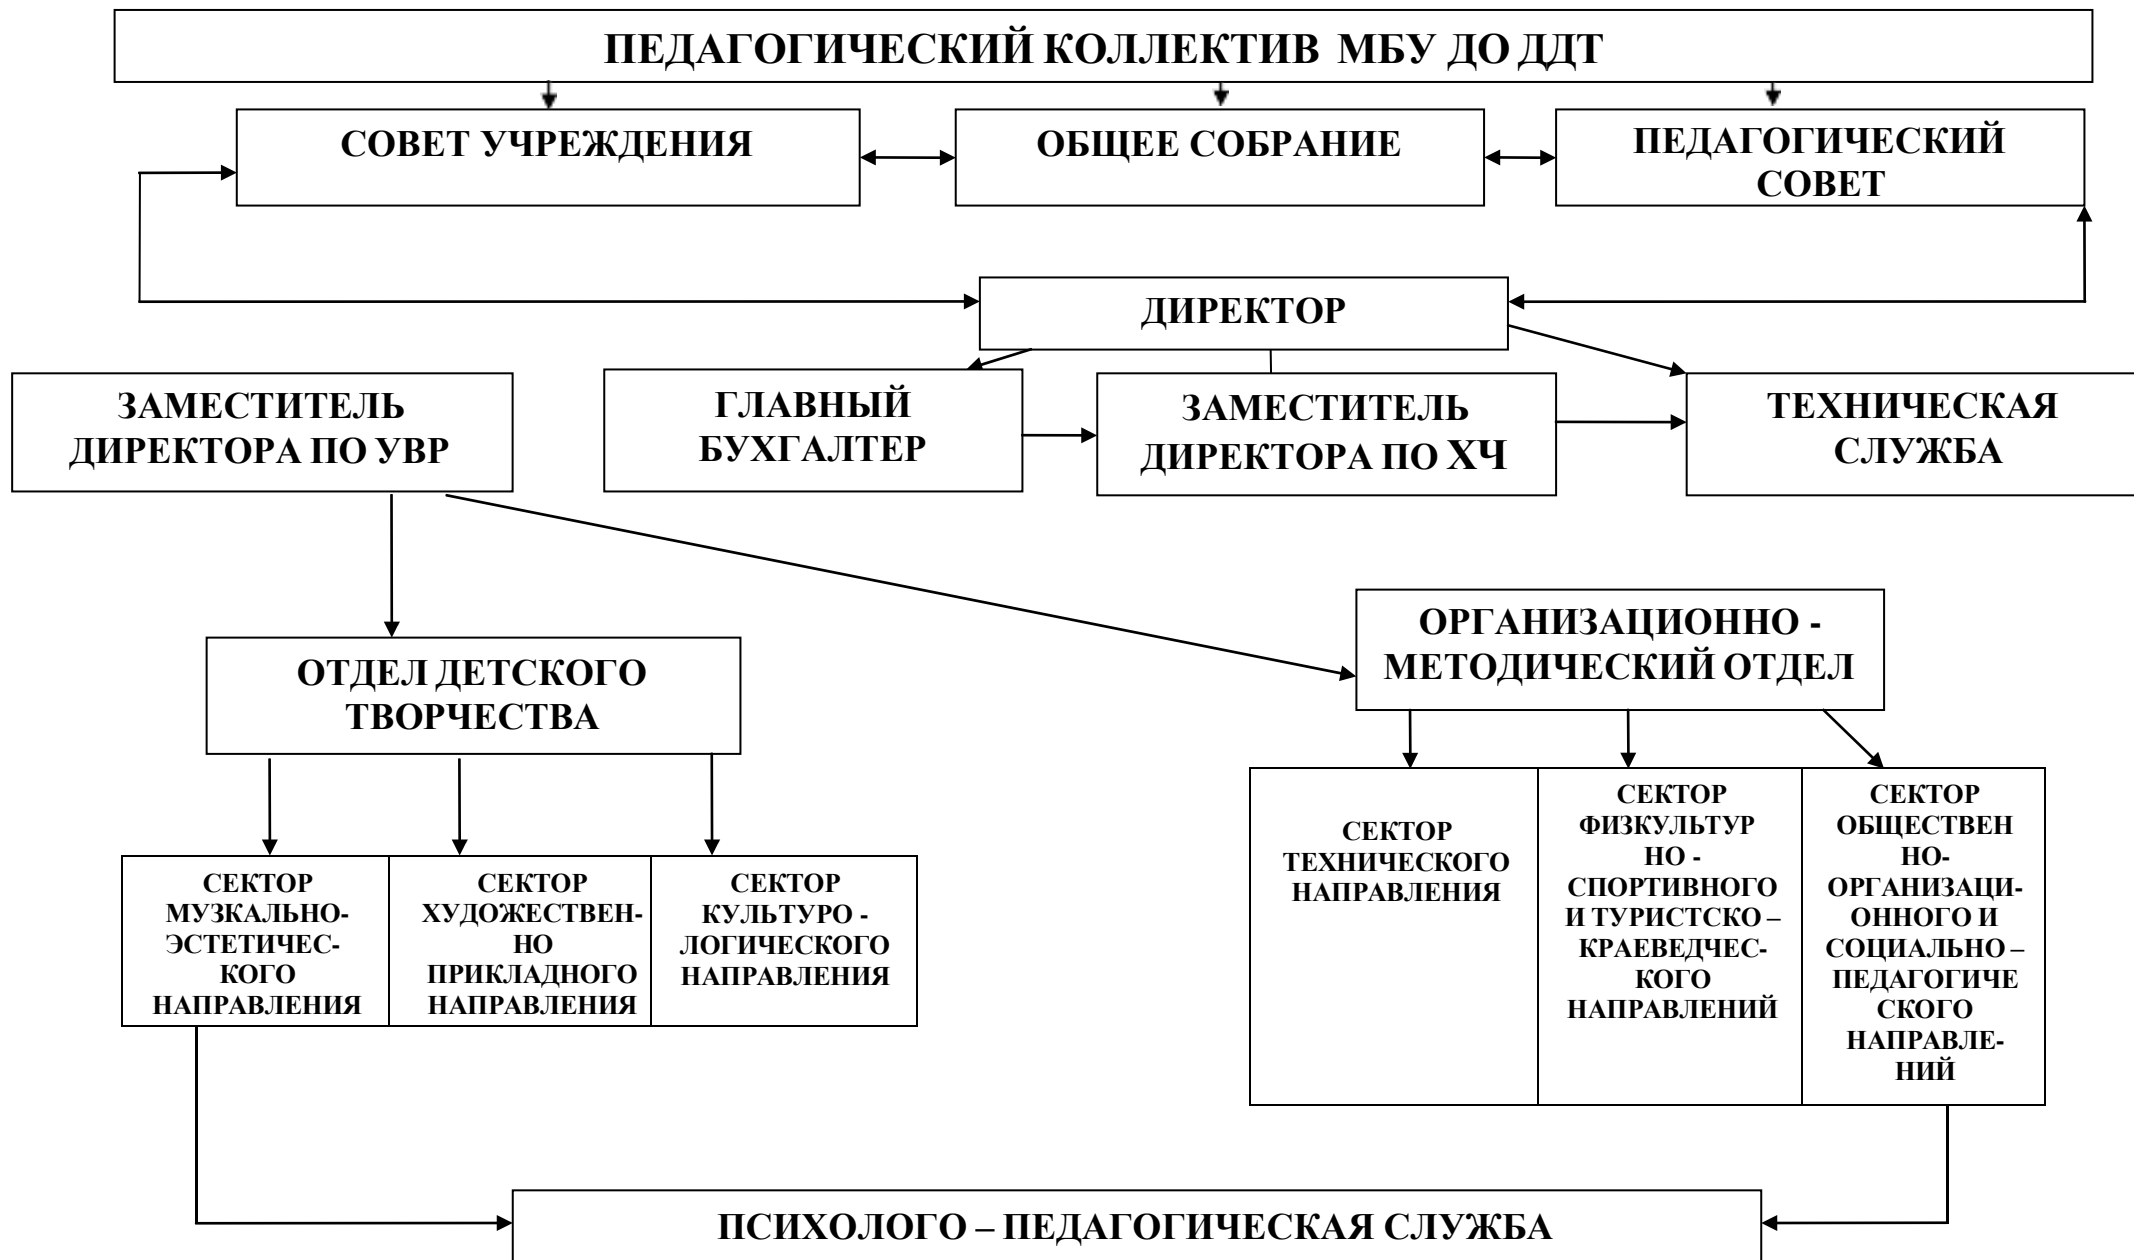 ПЕДАГОГИЧЕСКИЙ КОЛЛЕКТИВ МБУ ДО ДДТ
СОВЕТ УЧРЕЖДЕНИЯ
ОБЩЕЕ СОБРАНИЕ
ПЕДАГОГИЧЕСКИЙ
СОВЕТ
ДИРЕКТОР
ЗАМЕСТИТЕЛЬ
ДИРЕКТОРА ПО УВР
ГЛАВНЫЙ
БУХГАЛТЕР
ЗАМЕСТИТЕЛЬ
ДИРЕКТОРА ПО ХЧ
ТЕХНИЧЕСКАЯ
СЛУЖБА
ОТДЕЛ ДЕТСКОГО
ТВОРЧЕСТВА
ОРГАНИЗАЦИОННО -
МЕТОДИЧЕСКИЙ ОТДЕЛ
СЕКТОР
МУЗКАЛЬНО-
ЭСТЕТИЧЕС-
КОГО
НАПРАВЛЕНИЯ
СЕКТОР
ХУДОЖЕСТВЕН-
НО
ПРИКЛАДНОГО
НАПРАВЛЕНИЯ
СЕКТОР
КУЛЬТУРО -
ЛОГИЧЕСКОГО
НАПРАВЛЕНИЯ
СЕКТОР
ТЕХНИЧЕСКОГО
НАПРАВЛЕНИЯ
СЕКТОР
ФИЗКУЛЬТУР
НО -
СПОРТИВНОГО
И ТУРИСТСКО –
КРАЕВЕДЧЕС-
КОГО
НАПРАВЛЕНИЙ
СЕКТОР
ОБЩЕСТВЕН
НО-
ОРГАНИЗАЦИ-
ОННОГО И
СОЦИАЛЬНО –
ПЕДАГОГИЧЕ
СКОГО
НАПРАВЛЕ-
НИЙ
ПСИХОЛОГО – ПЕДАГОГИЧЕСКАЯ СЛУЖБА